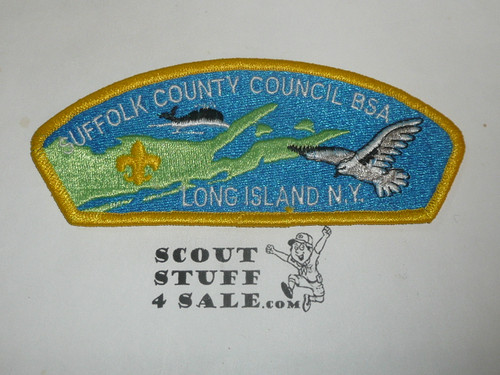 SUFFOLK COUNTY COUNCIL BSA
LONG ISLAND N.Y.
SCOUT
STUFF
4 SALE.COM